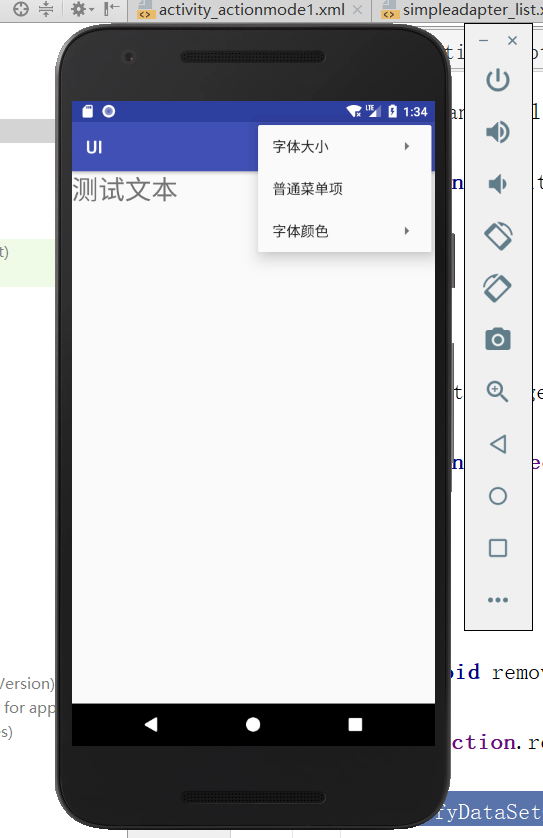 activity_actionmode1.xml
simpleadapter_list.x
LTE 1:34
UI
字体大小
测试文本
普通菜单项
字体颜色
t)
Version)
for app
s)
oid remov
ction.re
fyDataSet